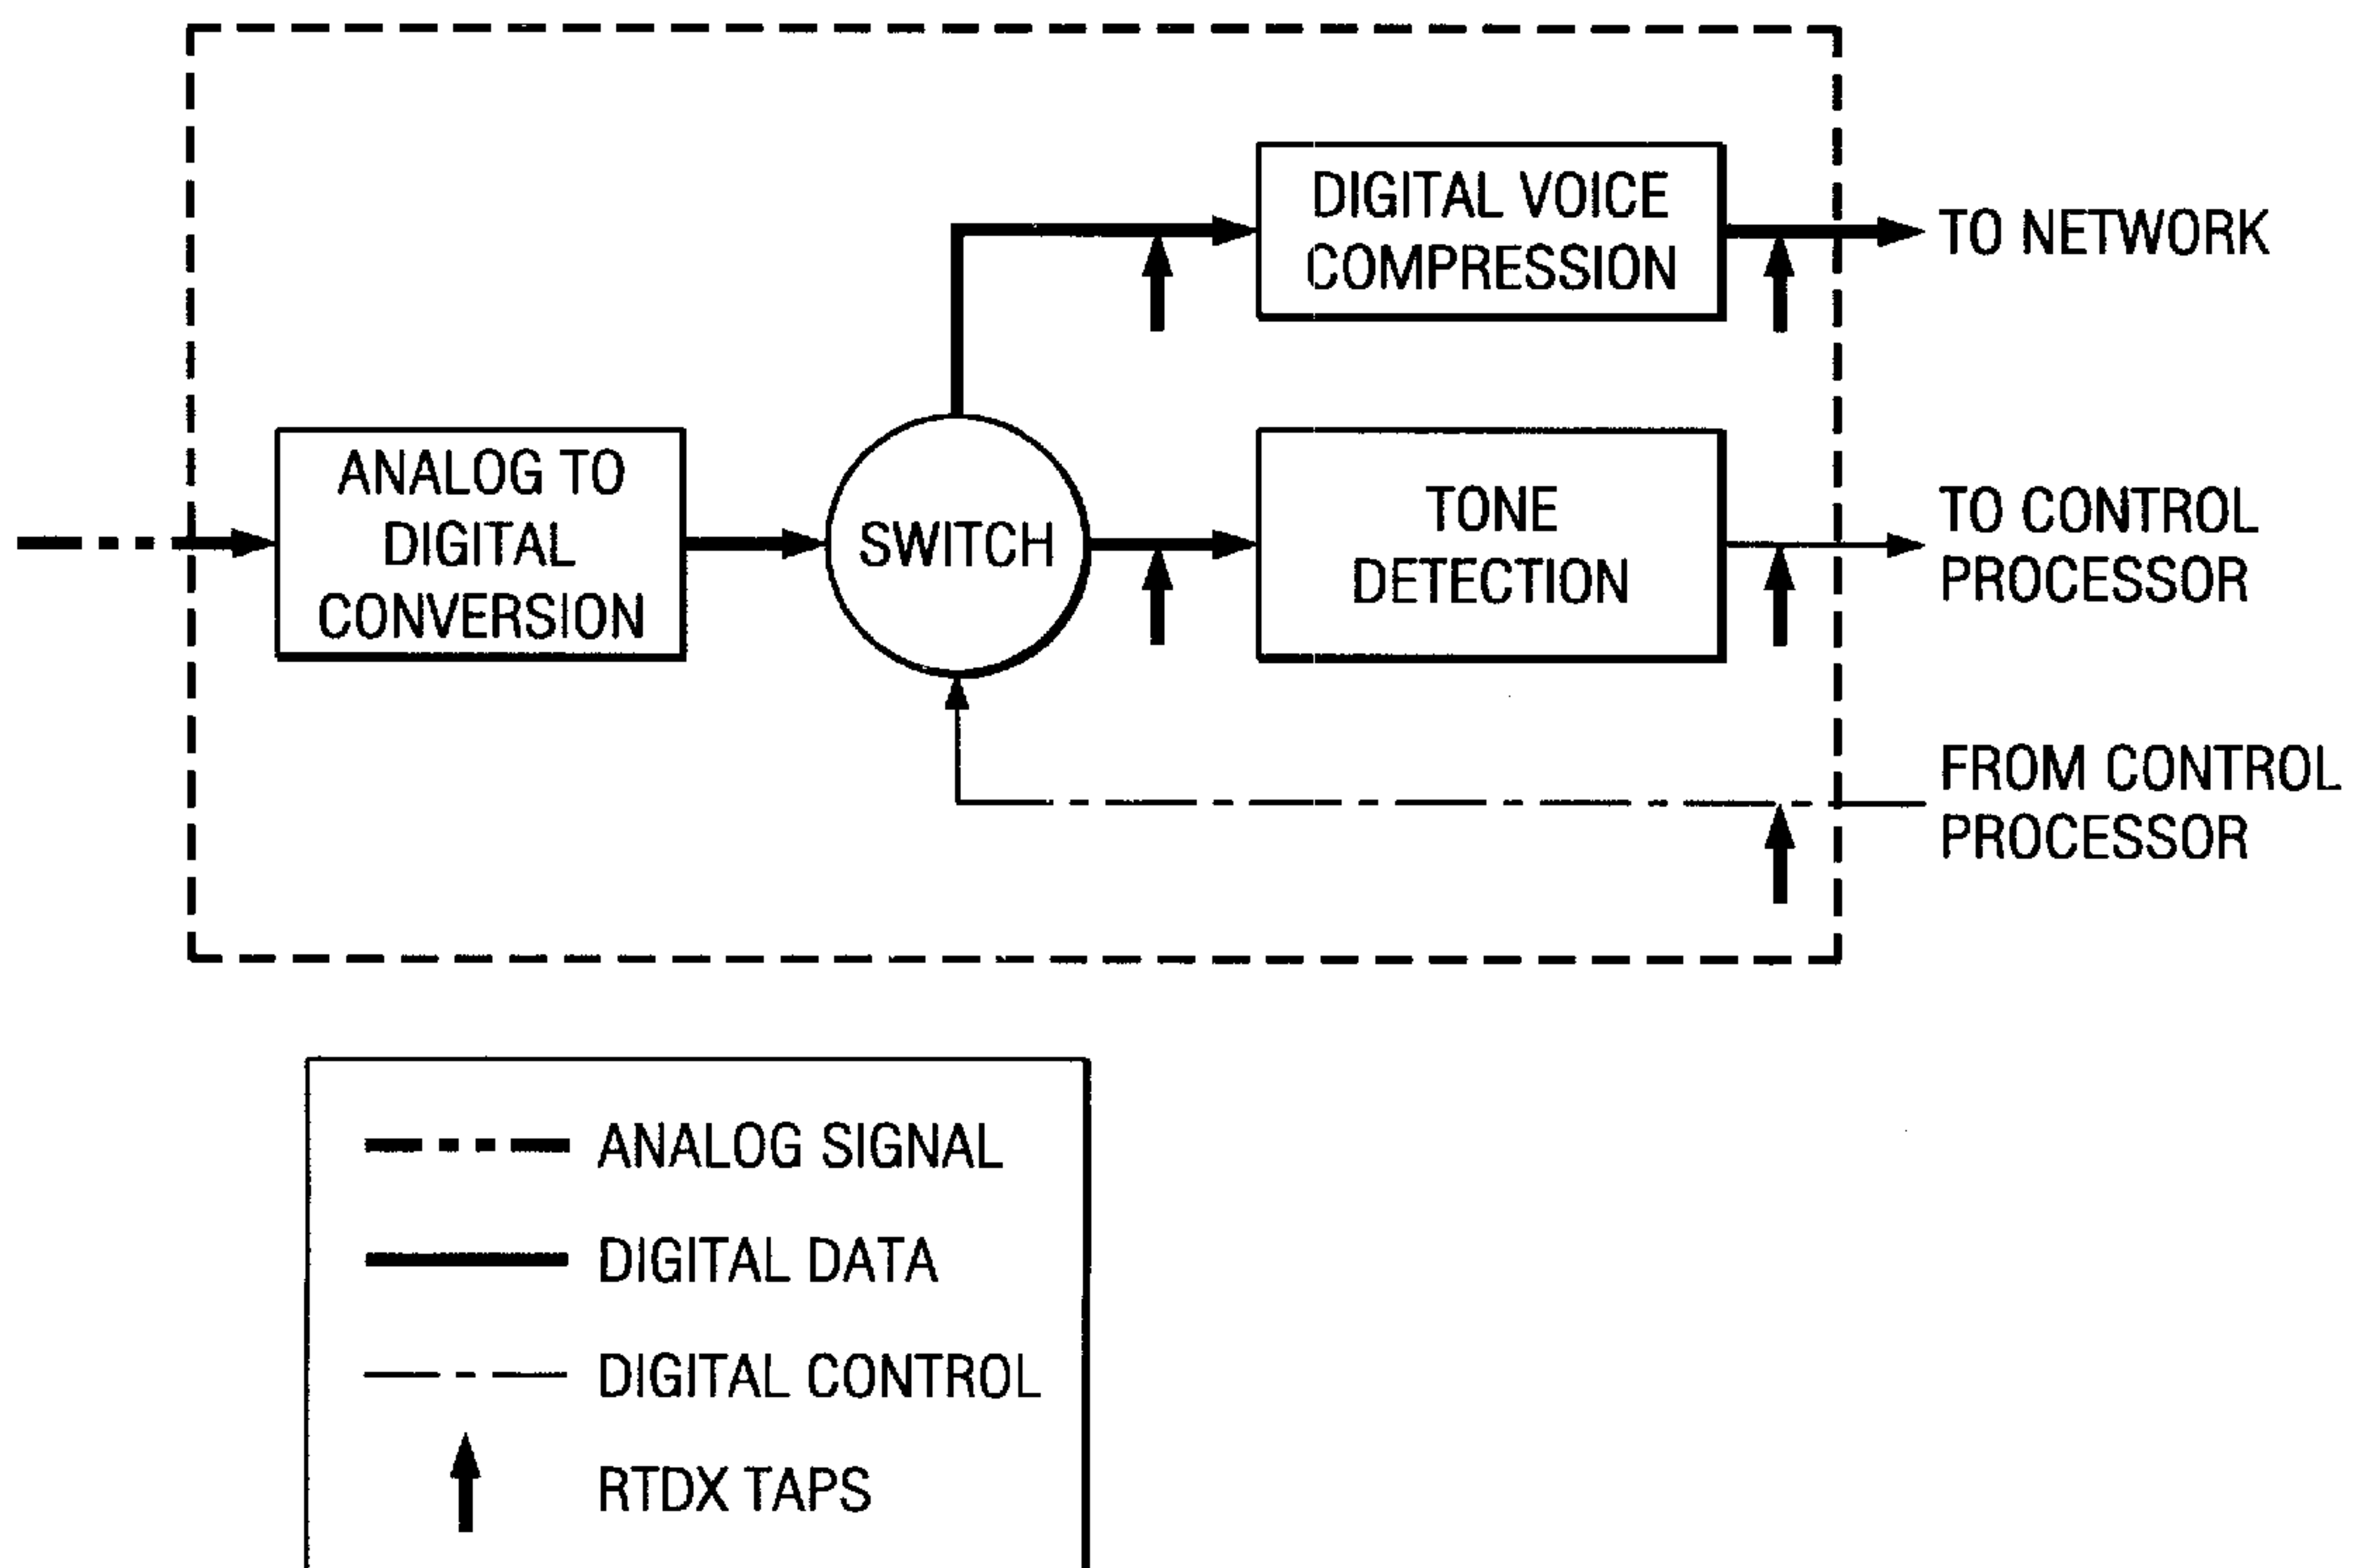 DIGITAL VOICE
COMPRESSION
TO NETWORK
ANALOG TO
DIGITAL
CONVERSION
SWITCH
TONE
DETECTION
TO CONTROL
PROCESSOR
FROM CONTROL
PROCESSOR
ANALOG SIGNAL
DIGITAL DATA
DIGITAL CONTROL
RTDX TAPS